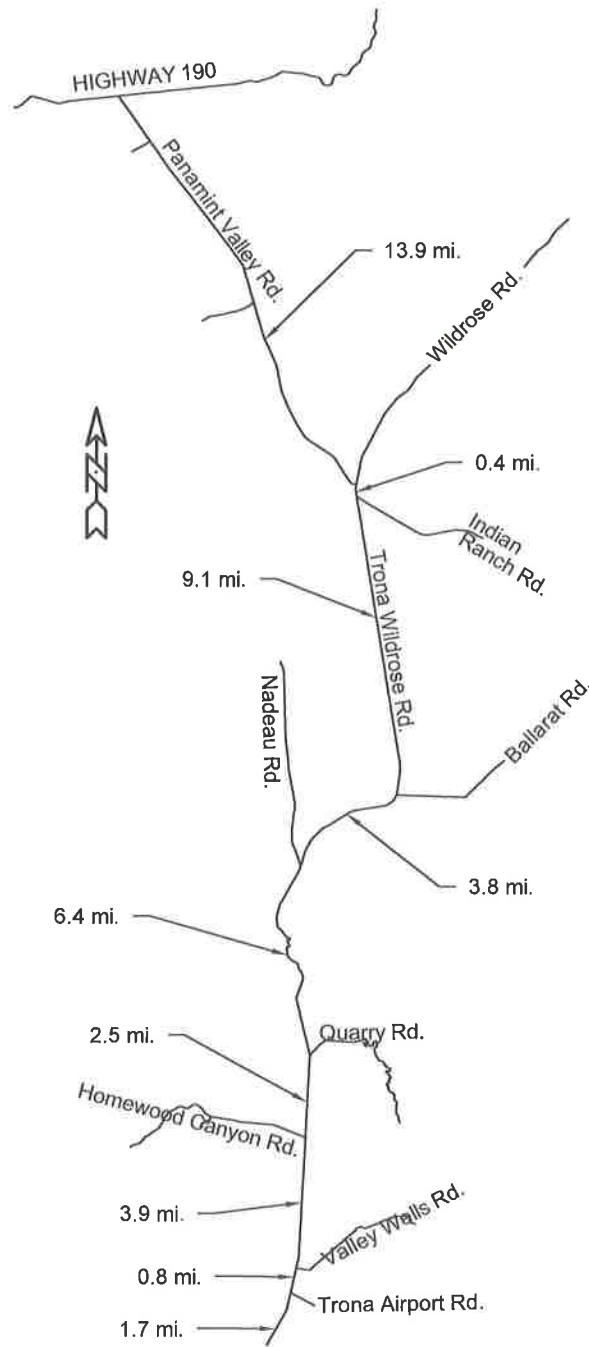 HIGHWAY 190
Panamint Valley Rd.
13.9 mi.
Wildrose Rd.
0.4 mi.
N
Indian
Ranch Rd.
9.1 mi.
Trona Wildrose Rd.
Nadeau Rd.
Ballarat Rd.
3.8 mi.
6.4 mi.
Quarry Rd.
2.5 mi.
Homewood Canyon Rd.
3.9 mi.
Valley Walls Rd.
0.8 mi.
Trona Airport Rd.
1.7 mi.